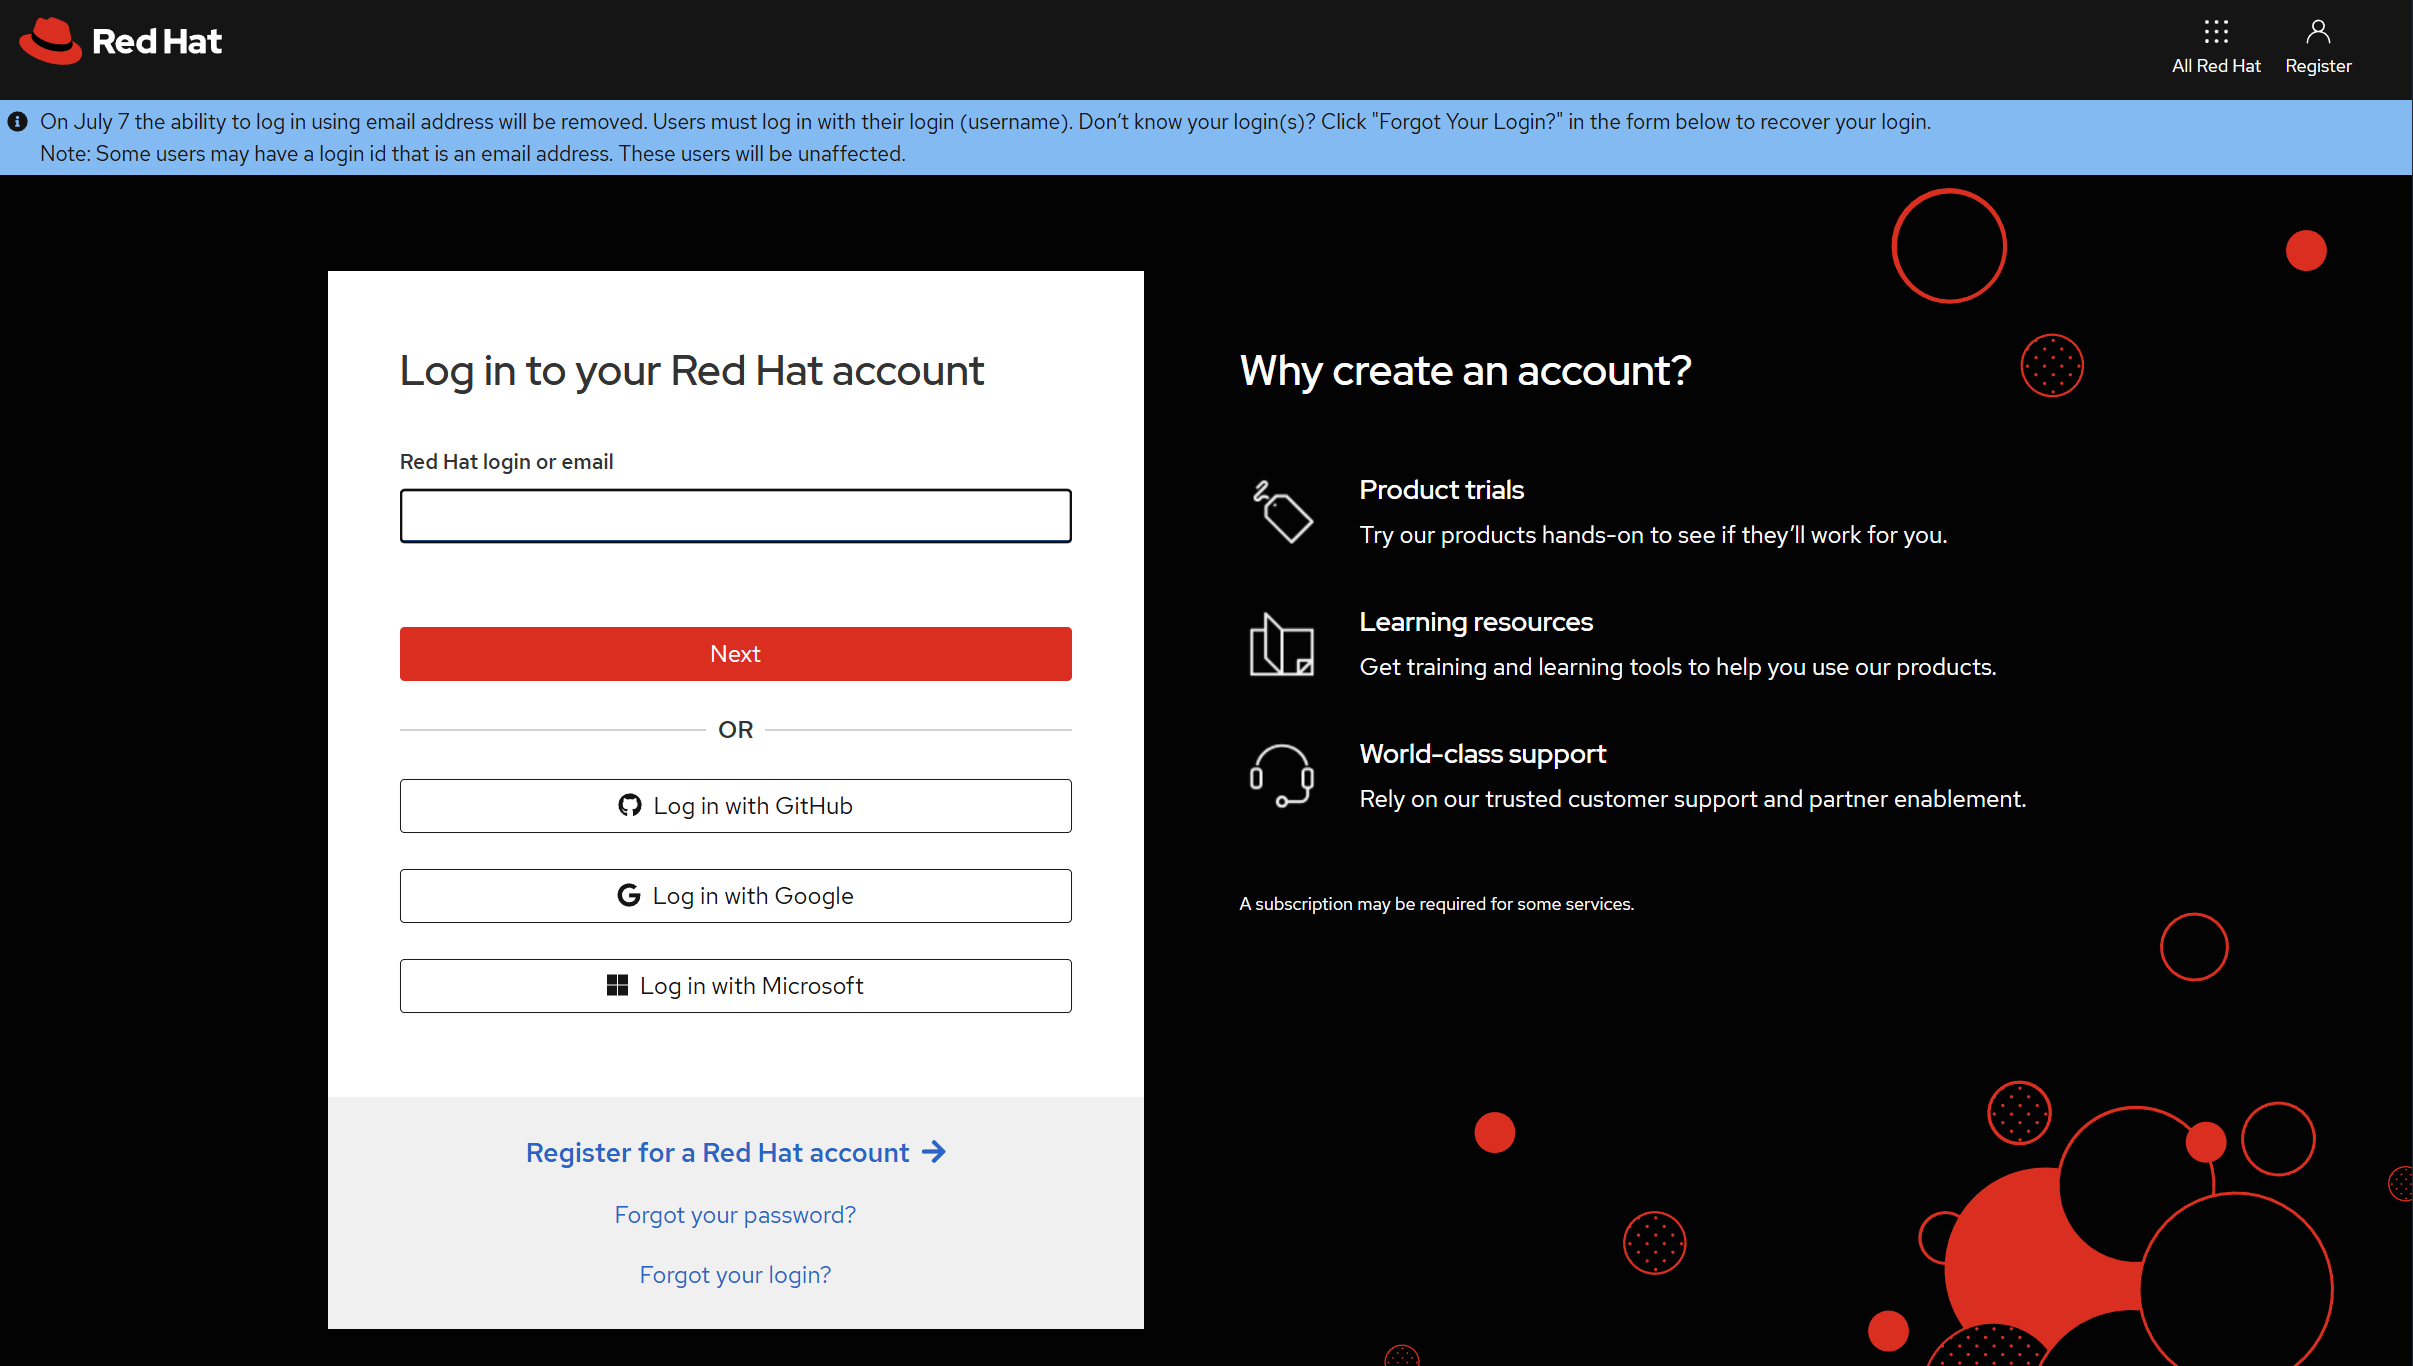 Red Hat
All Red Hat
Register
On July 7 the ability to log in using email address will be removed. Users must log in with their login (username). Don’t know your login(s)? Click "Forgot Your Login?" in the form below to recover your login.
Note: Some users may have a login id that is an email address. These users will be unaffected.
Log in to your Red Hat account
Red Hat login or email
Next
OR
Log in with GitHub
Log in with Google
Log in with Microsoft
Register for a Red Hat account
Forgot your password?
Forgot your login?
Why create an account?
Product trials
Try our products hands-on to see if they’ll work for you.
Learning resources
Get training and learning tools to help you use our products.
World-class support
Rely on our trusted customer support and partner enablement.
A subscription may be required for some services.